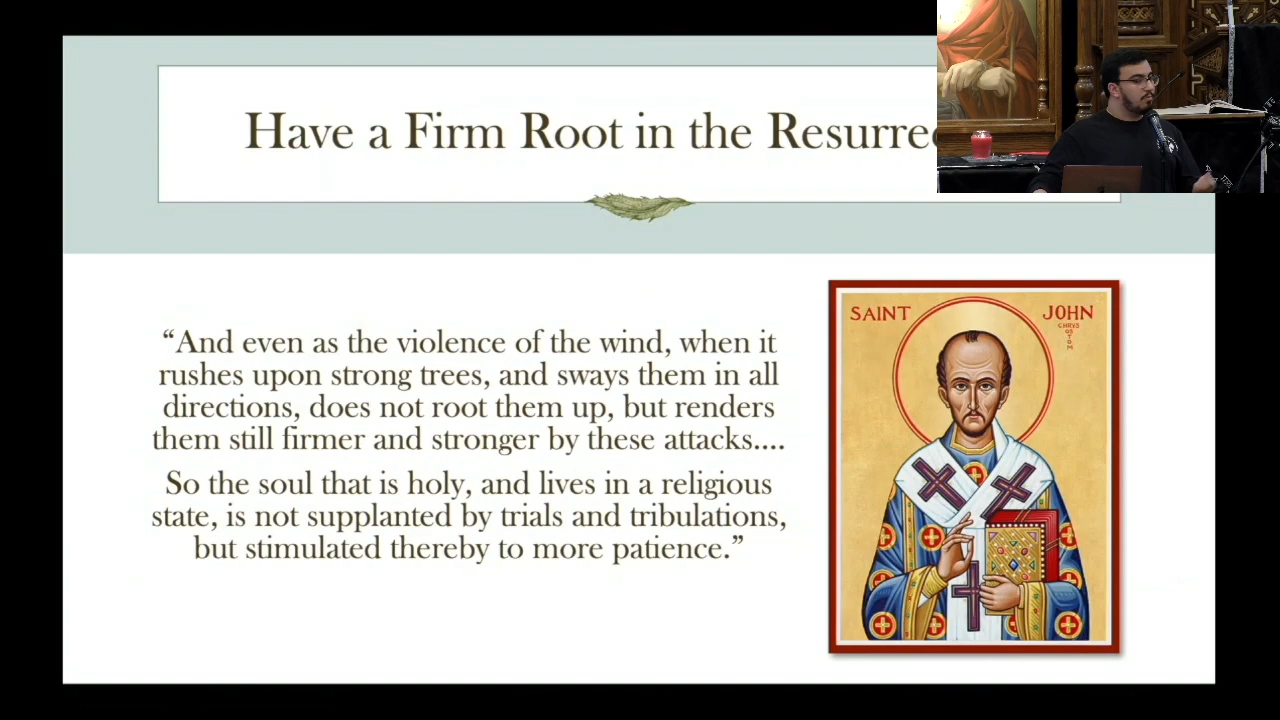 Have a Firm Root in the
“And even as the violence of the wind, when it
rushes upon strong trees, and sways them in all
directions, does not root them up, but renders
them still firmer and stronger by these attacks....
So the soul that is holy, and lives in a religious
state, is not supplanted by trials and tribulations,
but stimulated thereby to more patience.”
SAINT JOHN
CHRYS
OS
T
O
M